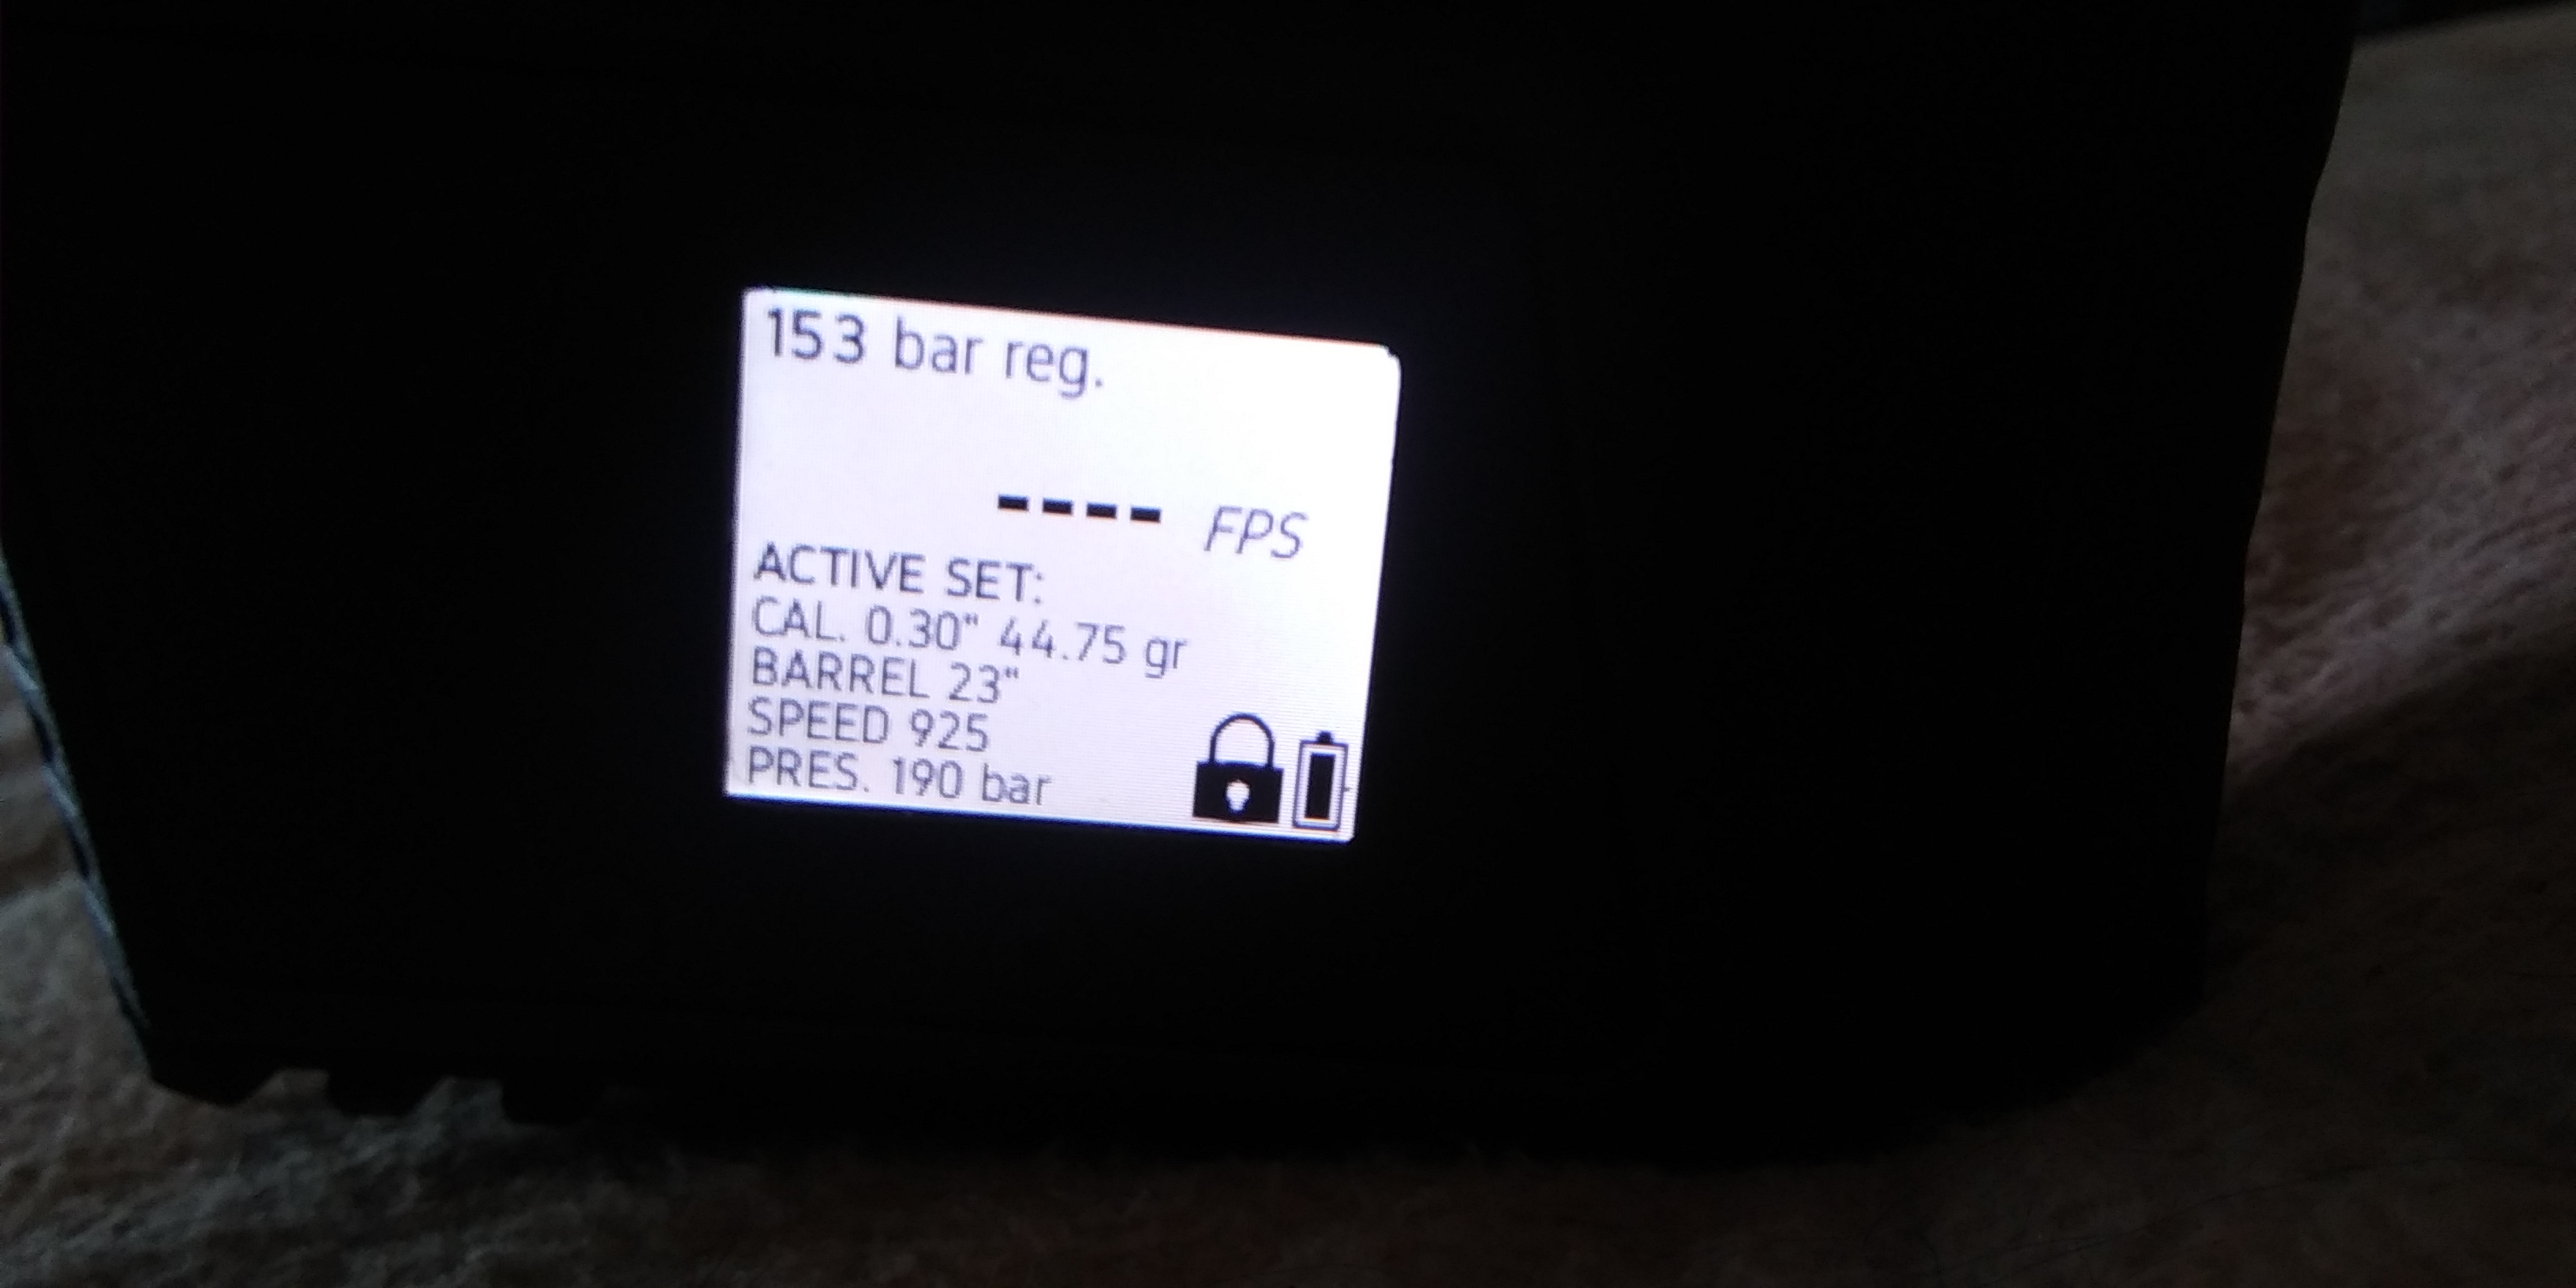 153 bar reg.
---- FPS
ACTIVE SET:
CAL. 0.30" 44.75 gr
BARREL 23"
SPEED 925
PRES. 190 bar